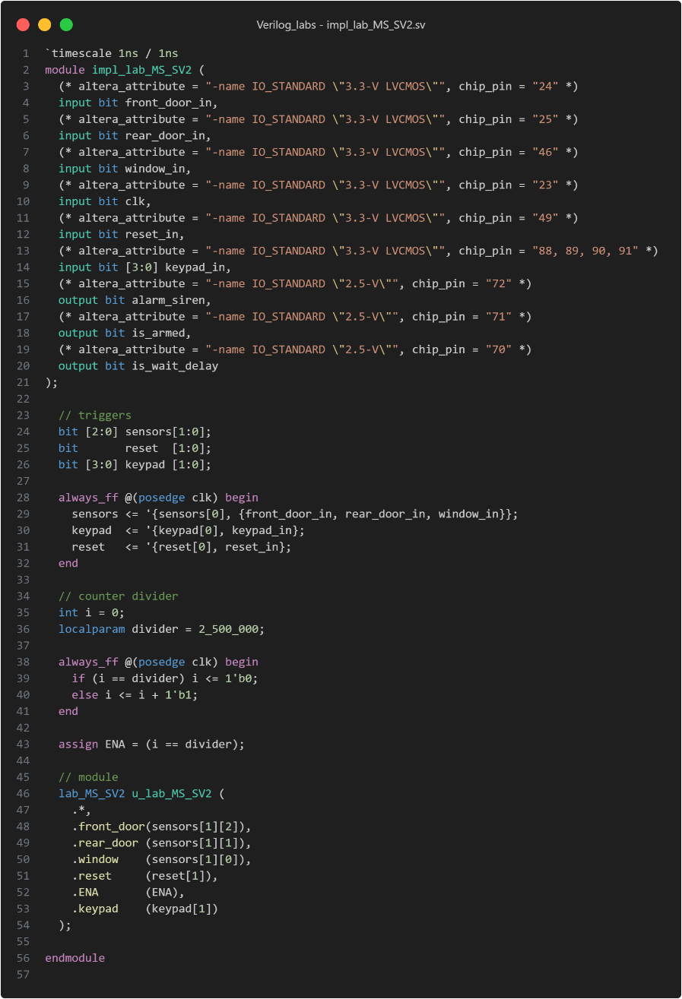 Verilog_labs - impl_lab_MS_SV2.sv
1 `timescale 1ns / 1ns
2 module impl_lab_MS_SV2 (
3   (* altera_attribute = "-name IO_STANDARD \"3.3-V LVCMOS\"", chip_pin = "24" *)
4   input bit front_door_in,
5   (* altera_attribute = "-name IO_STANDARD \"3.3-V LVCMOS\"", chip_pin = "25" *)
6   input bit rear_door_in,
7   (* altera_attribute = "-name IO_STANDARD \"3.3-V LVCMOS\"", chip_pin = "46" *)
8   input bit window_in,
9   (* altera_attribute = "-name IO_STANDARD \"3.3-V LVCMOS\"", chip_pin = "23" *)
10   input bit clk,
11   (* altera_attribute = "-name IO_STANDARD \"3.3-V LVCMOS\"", chip_pin = "49" *)
12   input bit reset_in,
13   (* altera_attribute = "-name IO_STANDARD \"3.3-V LVCMOS\"", chip_pin = "88, 89, 90, 91" *)
14   input bit [3:0] keypad_in,
15   (* altera_attribute = "-name IO_STANDARD \"2.5-V\"", chip_pin = "72" *)
16   output bit alarm_siren,
17   (* altera_attribute = "-name IO_STANDARD \"2.5-V\"", chip_pin = "71" *)
18   output bit is_armed,
19   (* altera_attribute = "-name IO_STANDARD \"2.5-V\"", chip_pin = "70" *)
20   output bit is_wait_delay
21 );
22
23   // triggers
24   bit [2:0] sensors[1:0];
25   bit       reset  [1:0];
26   bit [3:0] keypad [1:0];
27
28   always_ff @(posedge clk) begin
29     sensors <= '{sensors[0], {front_door_in, rear_door_in, window_in}};
30     keypad  <= '{keypad[0], keypad_in};
31     reset   <= '{reset[0], reset_in};
32   end
33
34   // counter divider
35   int i = 0;
36   localparam divider = 2_500_000;
37
38   always_ff @(posedge clk) begin
39     if (i == divider) i <= 1'b0;
40     else i <= i + 1'b1;
41   end
42
43   assign ENA = (i == divider);
44
45   // module
46   lab_MS_SV2 u_lab_MS_SV2 (
47     .*,
48     .front_door(sensors[1][2]),
49     .rear_door (sensors[1][1]),
50     .window    (sensors[1][0]),
51     .reset     (reset[1]),
52     .ENA       (ENA),
53     .keypad    (keypad[1])
54   );
55
56 endmodule
57